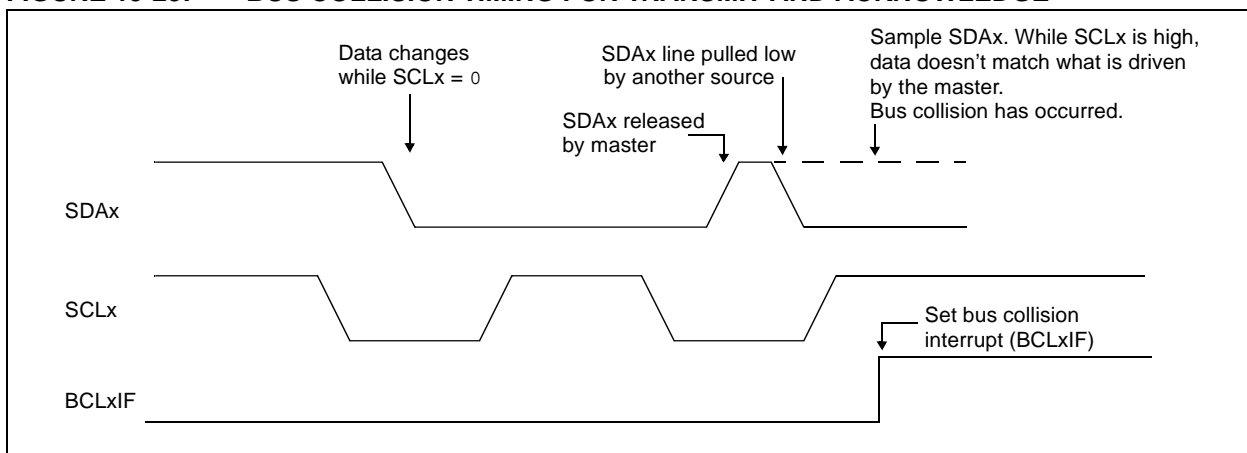 Data changes
while SCLx = 0
SDAx line pulled low
by another source
Sample SDAx. While SCLx is high,
data doesn't match what is driven
by the master.
Bus collision has occurred.
SDAx released
by master
SDAx
SCLx
Set bus collision
interrupt (BCLxIF)
BCLxIF